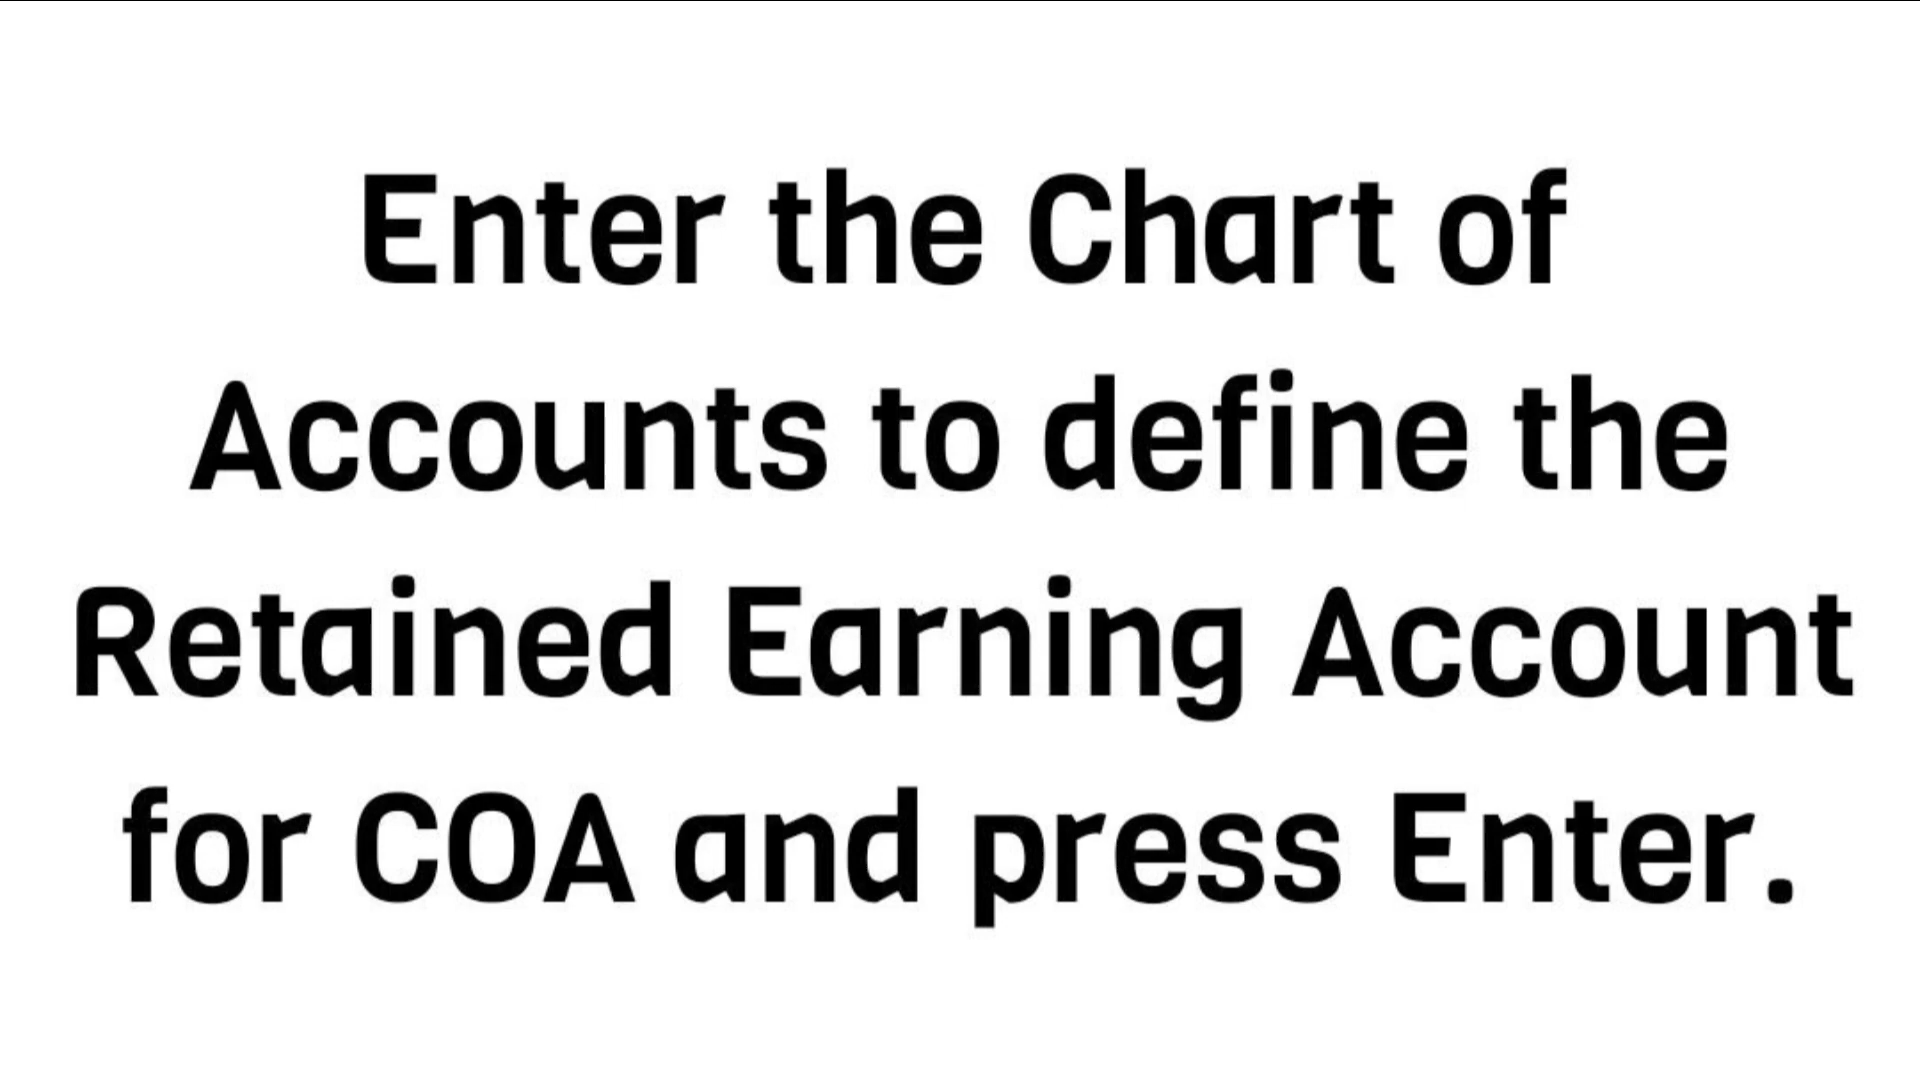 Enter the Chart of
Accounts to define the
Retained Earning Account
for COA and press Enter.